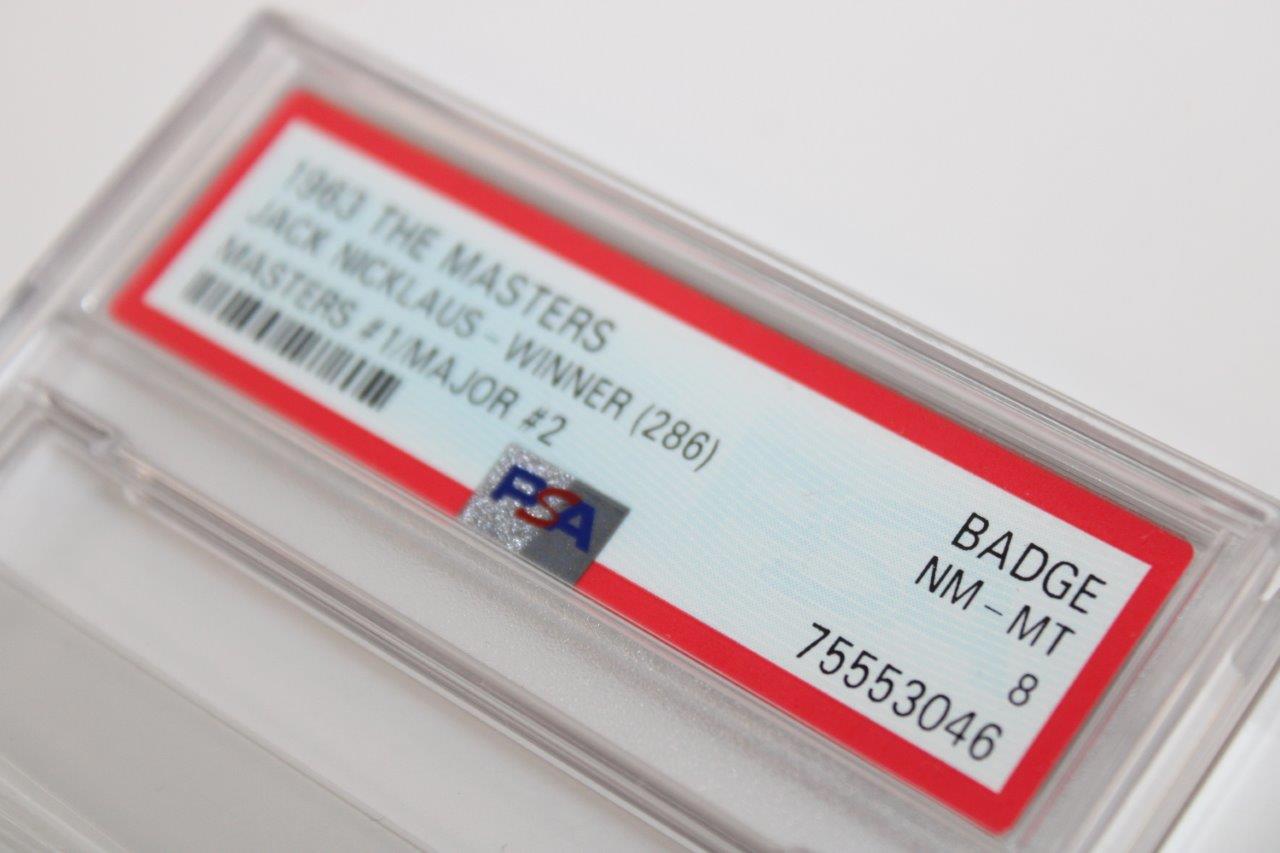 1963 THE MASTERS
JACK NICKLAUS - WINNER (286)
MASTERS #1/MAJOR #2
PSA
BADGE
NM - MT
8
75553046